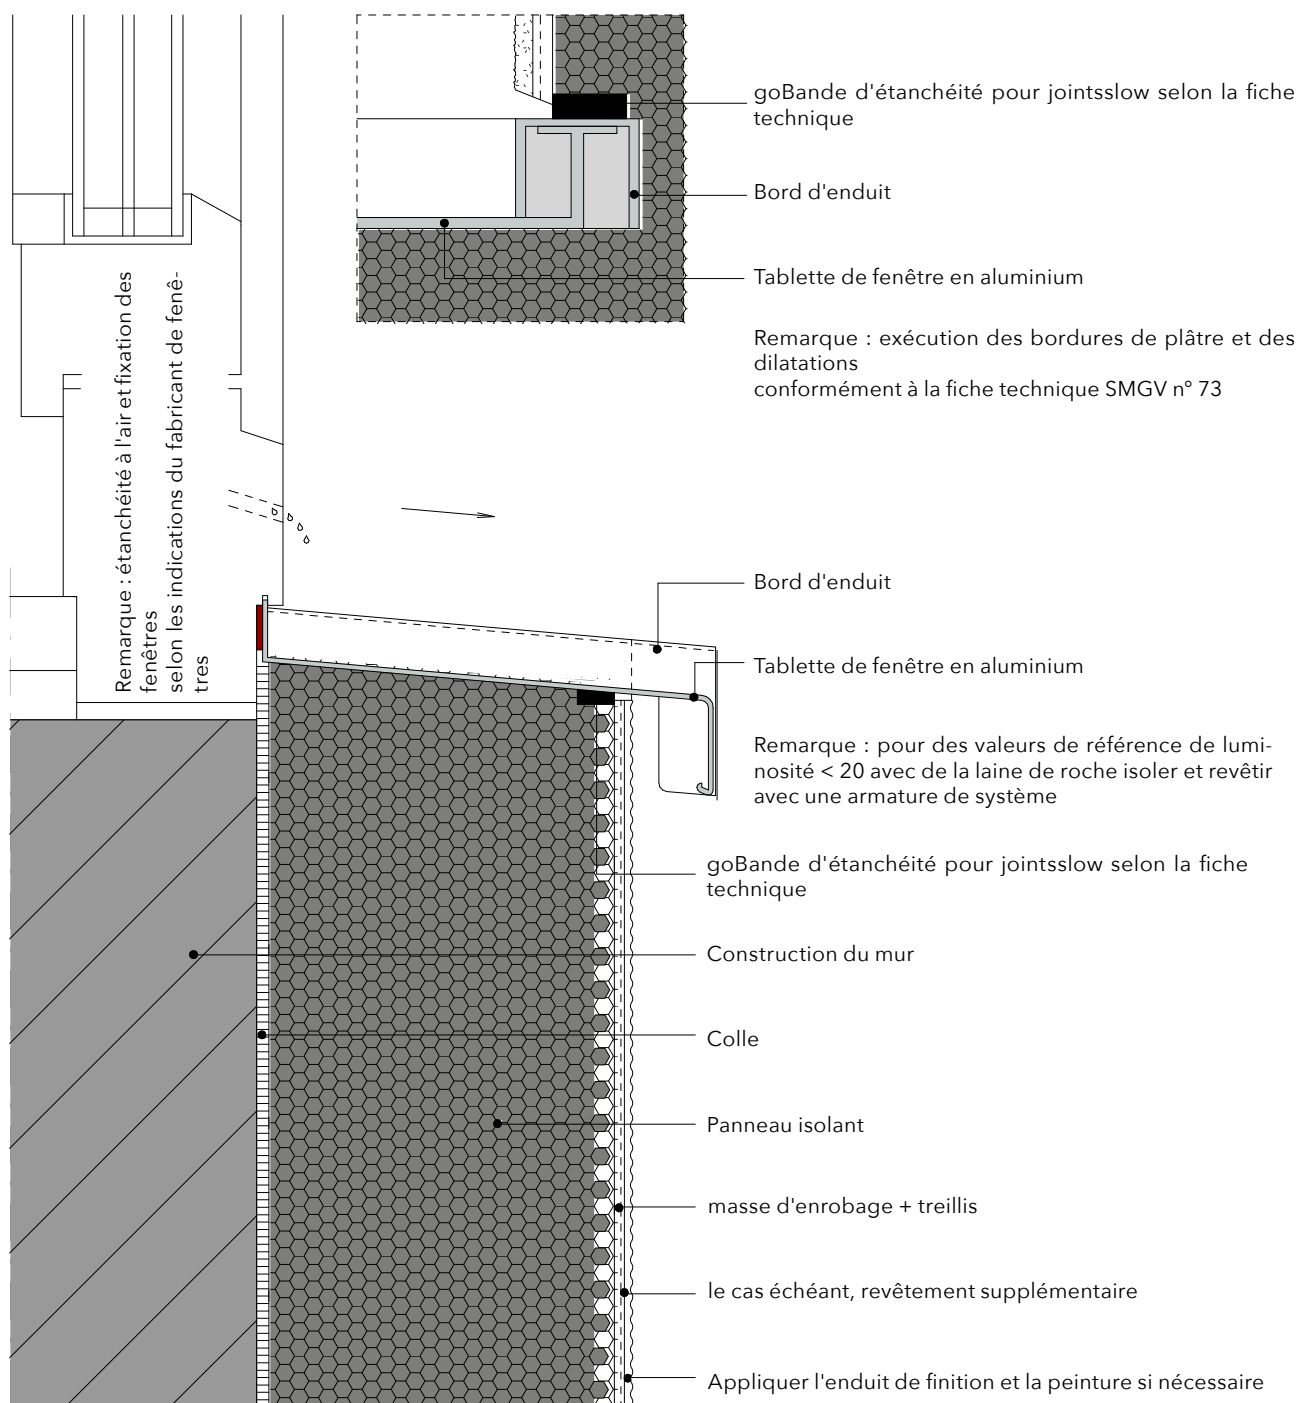 goBande d'étanchéité pour jointsslow selon la fiche
technique
Bord d'enduit
Tablette de fenêtre en aluminium
Remarque : exécution des bordures de plâtre et des
dilatations
conformément à la fiche technique SMGV n° 73
Remarque : étanchéité à l'air et fixation des
fenêtres
selon les indications du fabricant de fenê-
tres
Bord d'enduit
Tablette de fenêtre en aluminium
Remarque : pour des valeurs de référence de lumi-
nosité < 20 avec de la laine de roche isoler et revêtir
avec une armature de système
goBande d'étanchéité pour jointsslow selon la fiche
technique
Construction du mur
Colle
Panneau isolant
masse d'enrobage + treillis
le cas échéant, revêtement supplémentaire
Appliquer l'enduit de finition et la peinture si nécessaire